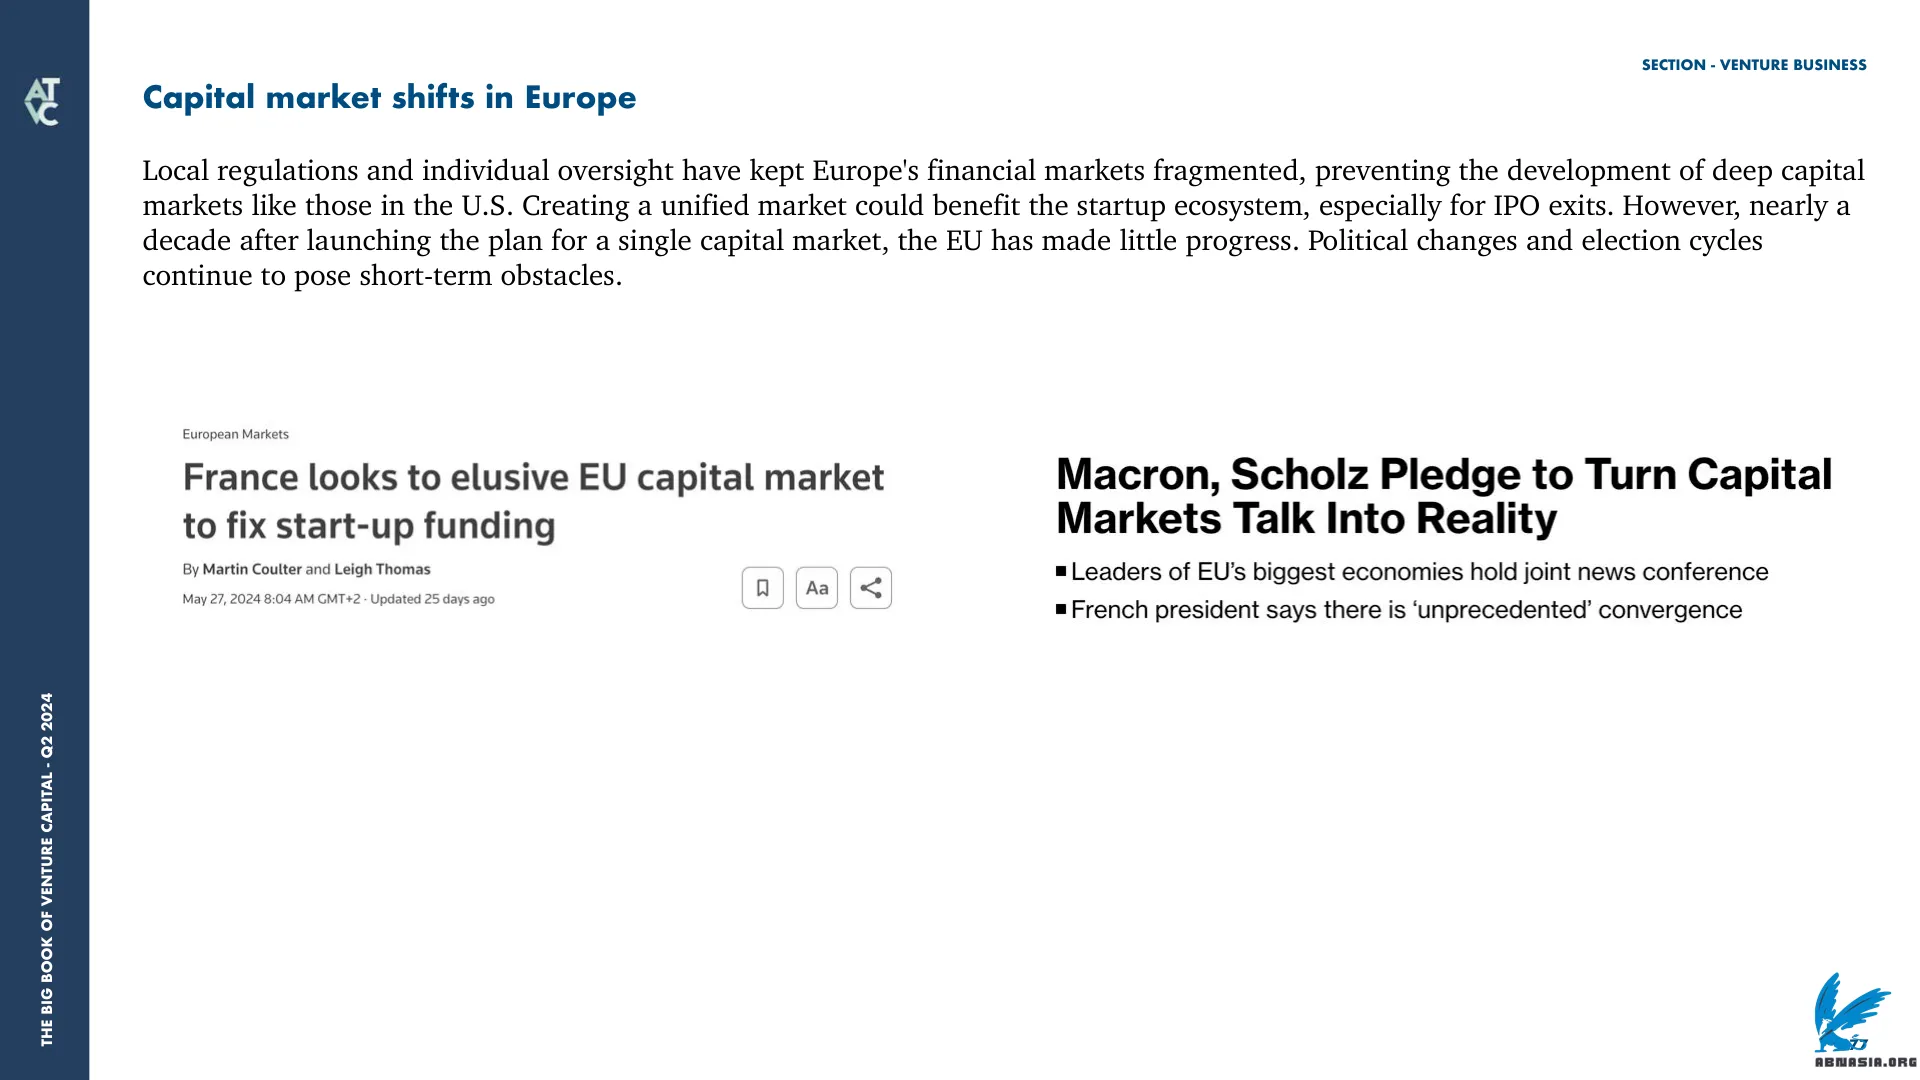 AT
VC
SECTION - VENTURE BUSINESS
Capital market shifts in Europe
Local regulations and individual oversight have kept Europe's financial markets fragmented, preventing the development of deep capital
markets like those in the U.S. Creating a unified market could benefit the startup ecosystem, especially for IPO exits. However, nearly a
decade after launching the plan for a single capital market, the EU has made little progress. Political changes and election cycles
continue to pose short-term obstacles.
European Markets
France looks to elusive EU capital market
to fix start-up funding
By Martin Coulter and Leigh Thomas
May 27, 2024 8:04 AM GMT+2 · Updated 25 days ago
Aa
Macron, Scholz Pledge to Turn Capital
Markets Talk Into Reality
■ Leaders of EU’s biggest economies hold joint news conference
■ French president says there is ‘unprecedented’ convergence
THE BIG BOOK OF VENTURE CAPITAL - Q2 2024
ABNASIA.ORG